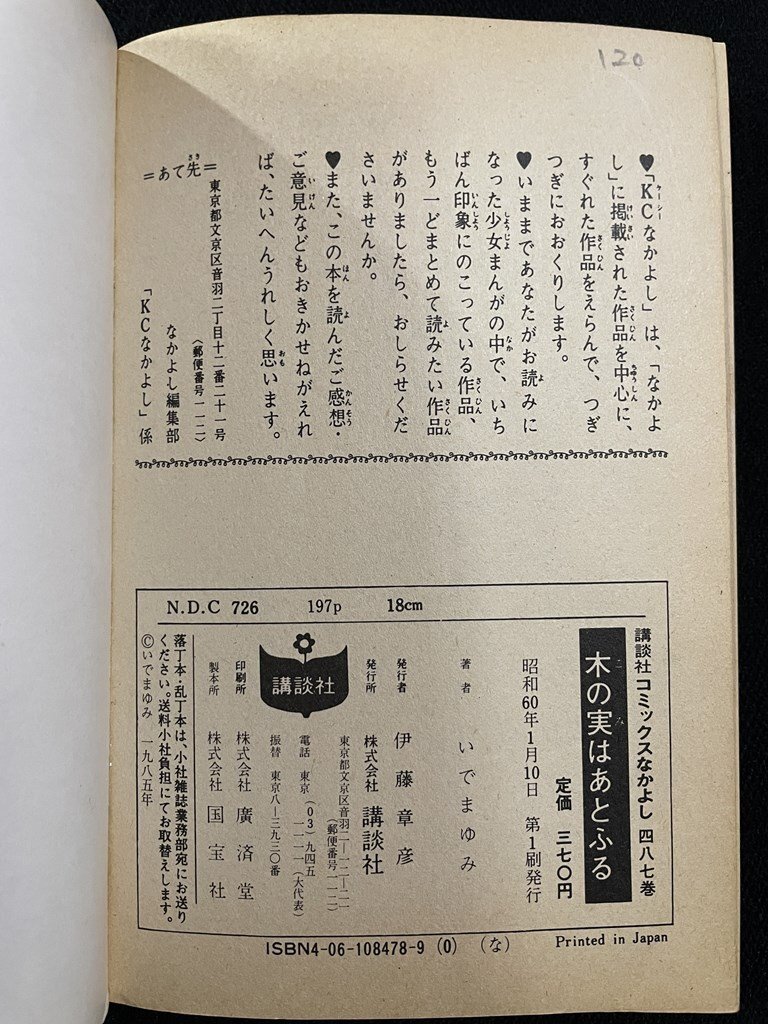 120
♥「KCなかよし」は、「なかよ
し」に掲載された作品を中心に、
すぐれた作品をえらんで、つぎ
つぎにおおくりします。
♥いままであなたがお読みに
なった少女まんがの中で、いち
ばん印象にのこっている作品、
もう一どまとめて読みたい作品
がありましたら、おしらせくだ
さいませんか。
♥また、この本を読んだご感想・
ご意見などもおきかせねがえれ
ば、たいへんうれしく思います。
=あて先=
東京都文京区音羽二丁目十二番二十一号
(郵便番号一一二)
なかよし編集部
「KCなかよし」係
N.D.C 726 197p 18cm
講談社 コミックスなかよし 四八七巻
木の実はあとふる
定価 三七〇円
昭和60年1月10日 第1刷発行
著者 いでまゆみ
発行者 伊藤章彦
発行所 株式会社 講談社
東京都文京区音羽二―一二―二一
(郵便番号一一二)
電話 東京(03)九四五
一一一一(大代表)
振替 東京八―三九三〇番
講談社
印刷所 株式会社 廣済堂
製本所 株式会社 国宝社
落丁本・乱丁本は、小社雑誌業務部宛にお送り
ください。送料小社負担にてお取替えします。
©いでまゆみ 一九八五年
ISBN4-06-108478-9 (0) (な)
Printed in Japan